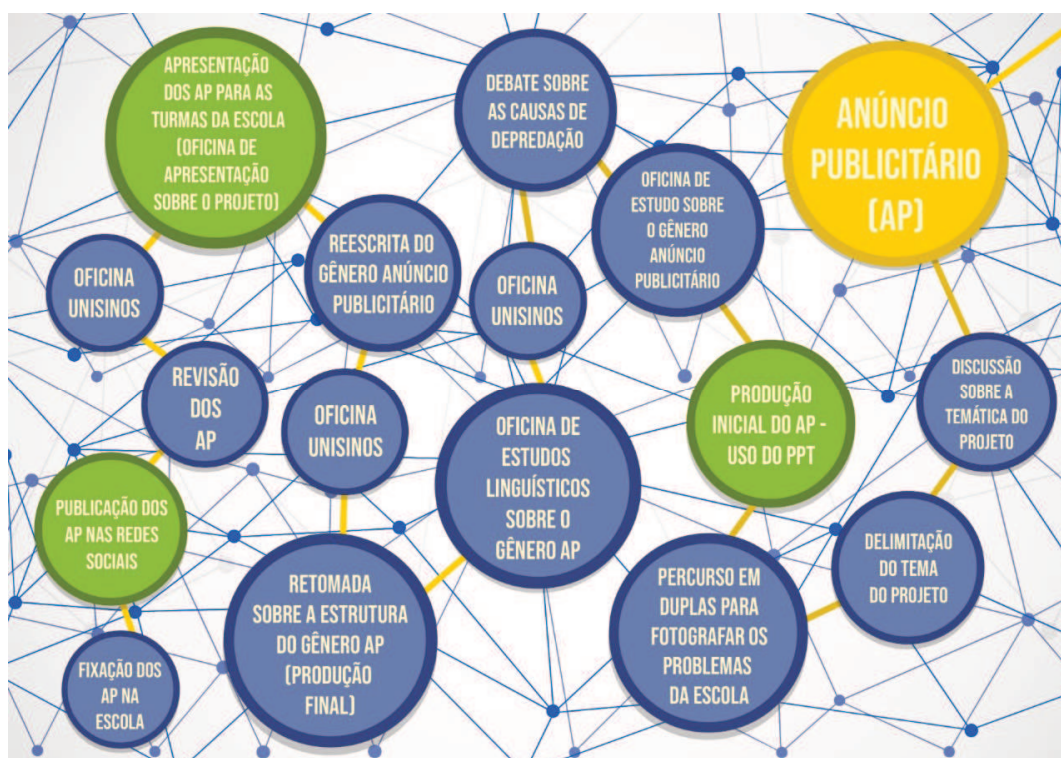 APRESENTAÇÃO
DOS AP PARA AS
TURMAS DA ESCOLA
(OFICINA DE
APRESENTAÇÃO
SOBRE O PROJETO)
DEBATE SOBRE
AS CAUSAS DE
DEPREDAÇÃO
ANÚNCIO
PUBLICITÁRIO
(AP)
OFICINA DE
ESTUDO SOBRE
O GÊNERO
ANÚNCIO
PUBLICITÁRIO
REESCRITA DO
GÊNERO ANÚNCIO
PUBLICITÁRIO
OFICINA
UNISINOS
OFICINA
UNISINOS
REVISÃO
DOS
AP
OFICINA
UNISINOS
OFICINA DE
ESTUDOS
LINGUÍSTICOS
SOBRE O
GÊNERO AP
PRODUÇÃO
INICIAL DO AP -
USO DO PPT
DISCUSSÃO
SOBRE A
TEMÁTICA DO
PROJETO
PUBLICAÇÃO DOS
AP NAS REDES
SOCIAIS
RETOMADA
SOBRE A ESTRUTURA
DO GÊNERO AP
(PRODUÇÃO
FINAL)
PERCURSO EM
DUPLAS PARA
FOTOGRAFAR OS
PROBLEMAS
DA ESCOLA
DELIMITAÇÃO
DO TEMA
DO PROJETO
FIXAÇÃO DOS
AP NA
ESCOLA